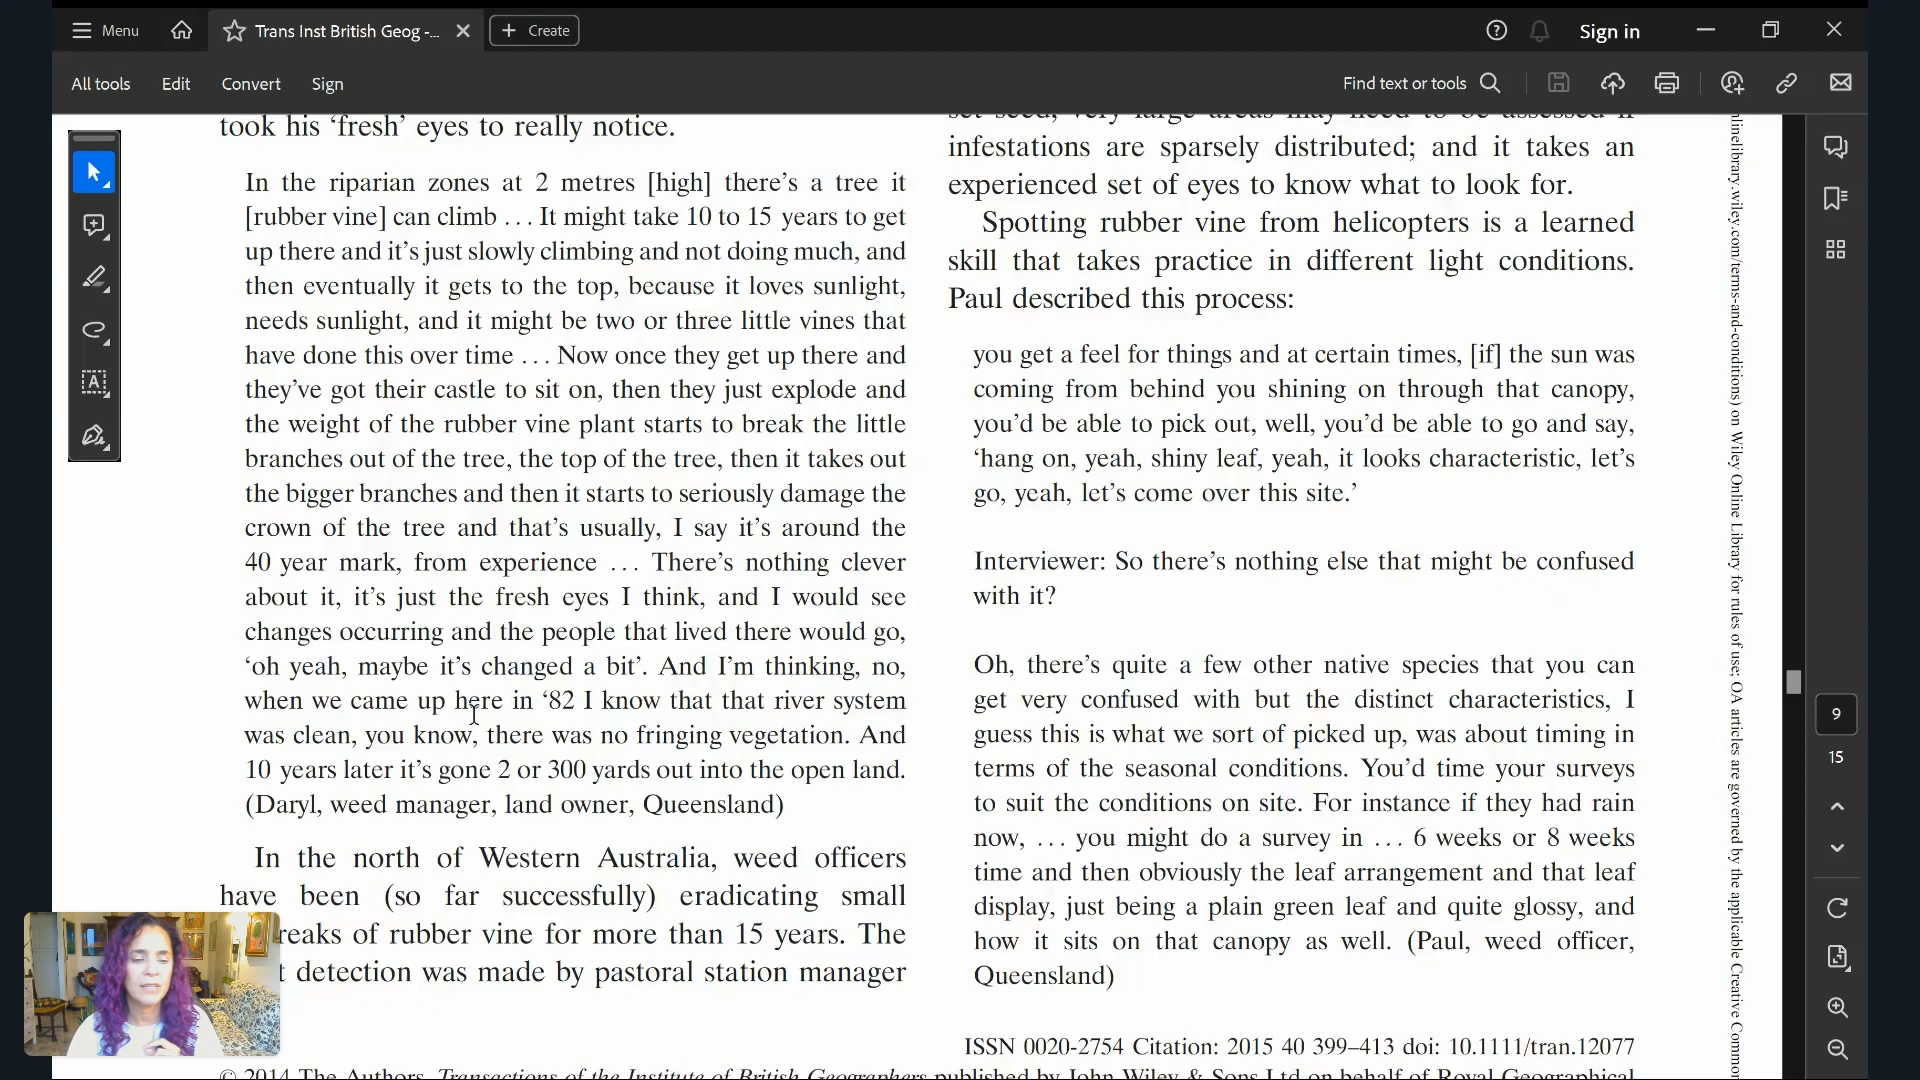 Menu
Trans Inst British Geog -...
Create
Sign in
All tools
Edit
Convert
Sign
Find text or tools
took his ‘fresh’ eyes to really notice.
In the riparian zones at 2 metres [high] there’s a tree it
[rubber vine] can climb … It might take 10 to 15 years to get
up there and it’s just slowly climbing and not doing much, and
then eventually it gets to the top, because it loves sunlight,
needs sunlight, and it might be two or three little vines that
have done this over time … Now once they get up there and
they’ve got their castle to sit on, then they just explode and
the weight of the rubber vine plant starts to break the little
branches out of the tree, the top of the tree, then it takes out
the bigger branches and then it starts to seriously damage the
crown of the tree and that’s usually, I say it’s around the
40 year mark, from experience … There’s nothing clever
about it, it’s just the fresh eyes I think, and I would see
changes occurring and the people that lived there would go,
‘oh yeah, maybe it’s changed a bit’. And I’m thinking, no,
when we came up here in ‘82 I know that that river system
was clean, you know, there was no fringing vegetation. And
10 years later it’s gone 2 or 300 yards out into the open land.
(Daryl, weed manager, land owner, Queensland)
In the north of Western Australia, weed officers
have been (so far successfully) eradicating small
reaks of rubber vine for more than 15 years. The
t detection was made by pastoral station manager
set seed, very large areas may need to be assessed if
infestations are sparsely distributed; and it takes an
experienced set of eyes to know what to look for.
Spotting rubber vine from helicopters is a learned
skill that takes practice in different light conditions.
Paul described this process:
you get a feel for things and at certain times, [if] the sun was
coming from behind you shining on through that canopy,
you’d be able to pick out, well, you’d be able to go and say,
‘hang on, yeah, shiny leaf, yeah, it looks characteristic, let’s
go, yeah, let’s come over this site.’
Interviewer: So there’s nothing else that might be confused
with it?
Oh, there’s quite a few other native species that you can
get very confused with but the distinct characteristics, I
guess this is what we sort of picked up, was about timing in
terms of the seasonal conditions. You’d time your surveys
to suit the conditions on site. For instance if they had rain
now, … you might do a survey in … 6 weeks or 8 weeks
time and then obviously the leaf arrangement and that leaf
display, just being a plain green leaf and quite glossy, and
how it sits on that canopy as well. (Paul, weed officer,
Queensland)
ISSN 0020-2754 Citation: 2015 40 399–413 doi: 10.1111/tran.12077
© 2014 The Authors. Transactions of the Institute of British Geographers published by John Wiley & Sons Ltd on behalf of Royal Geographical
nlinelibrary.wiley.com/terms-and-conditions) on Wiley Online Library for rules of use; OA articles are governed by the applicable Creative Common
9
15